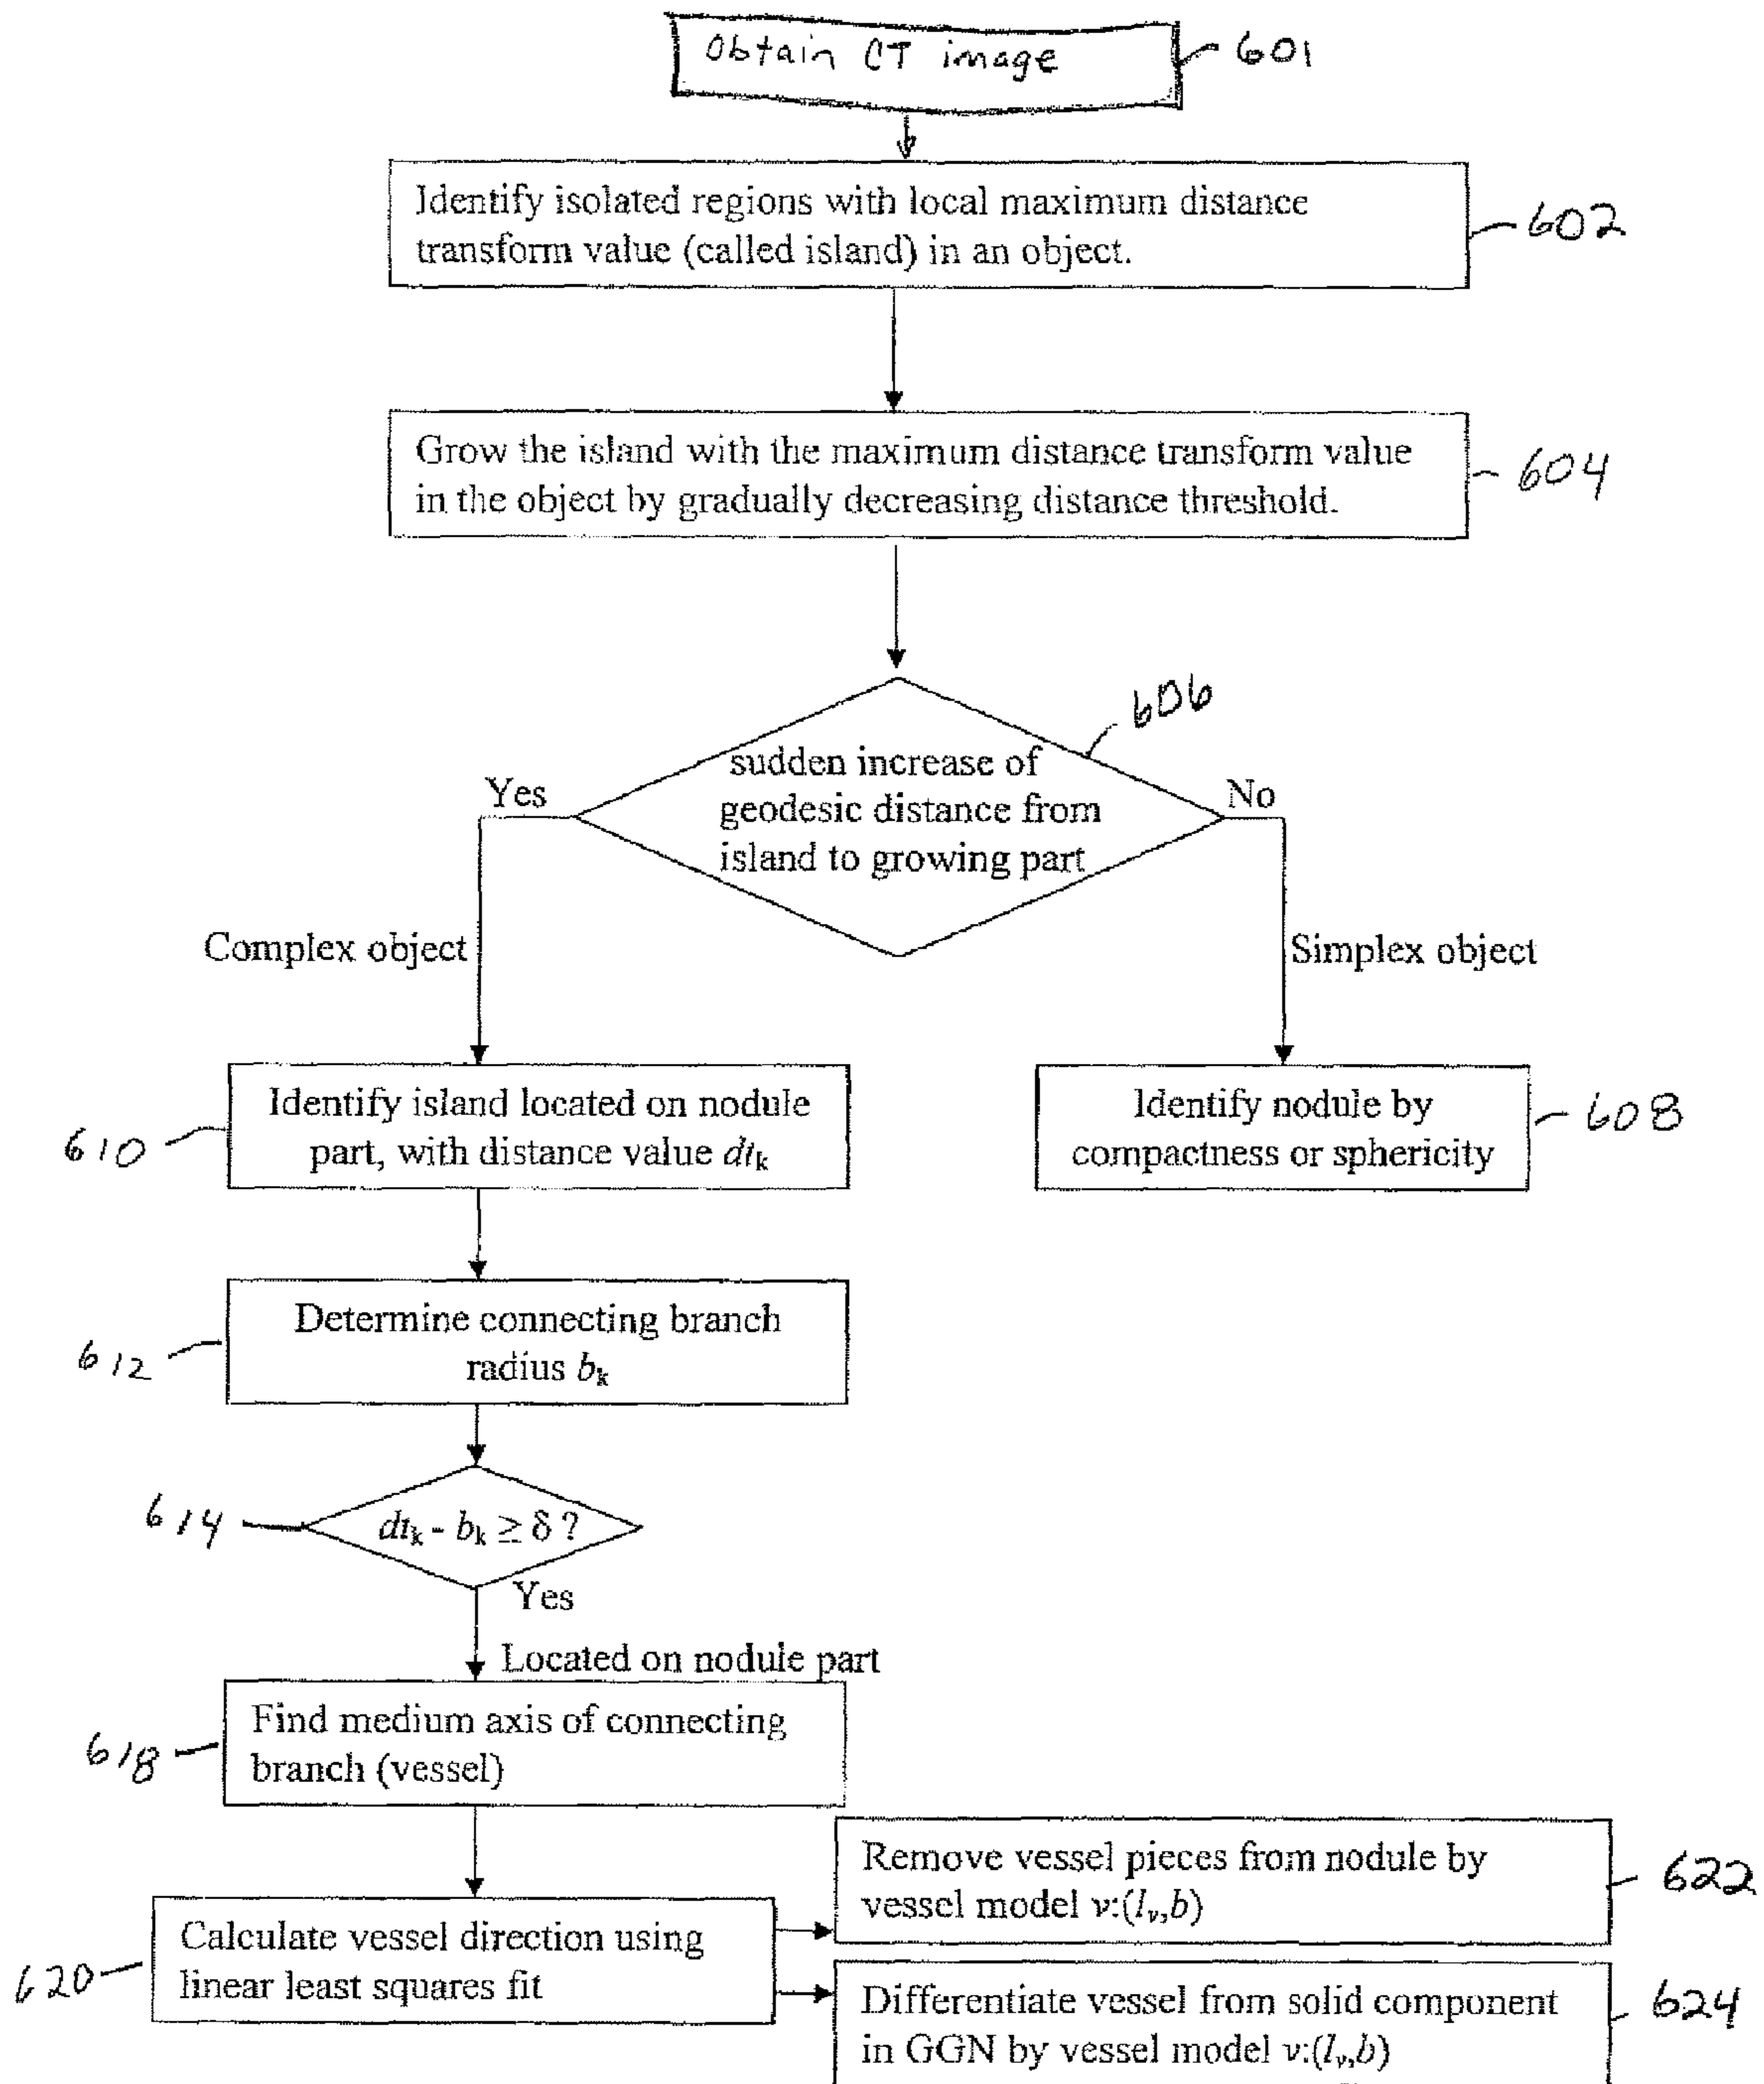 Obtain CT image
601
Identify isolated regions with local maximum distance
transform value (called island) in an object.
602
Grow the island with the maximum distance transform value
in the object by gradually decreasing distance threshold.
604
606
sudden increase of
geodesic distance from
island to growing part
Yes
No
Complex object
Simplex object
Identify island located on nodule
part, with distance value dtk
610
Identify nodule by
compactness or sphericity
608
Determine connecting branch
radius bk
612
614
dtk - bk ≥ δ ?
Yes
Located on nodule part
Find medium axis of connecting
branch (vessel)
618
Remove vessel pieces from nodule by
vessel model v:(lv,b)
622
Calculate vessel direction using
linear least squares fit
620
Differentiate vessel from solid component
in GGN by vessel model v:(lv,b)
624